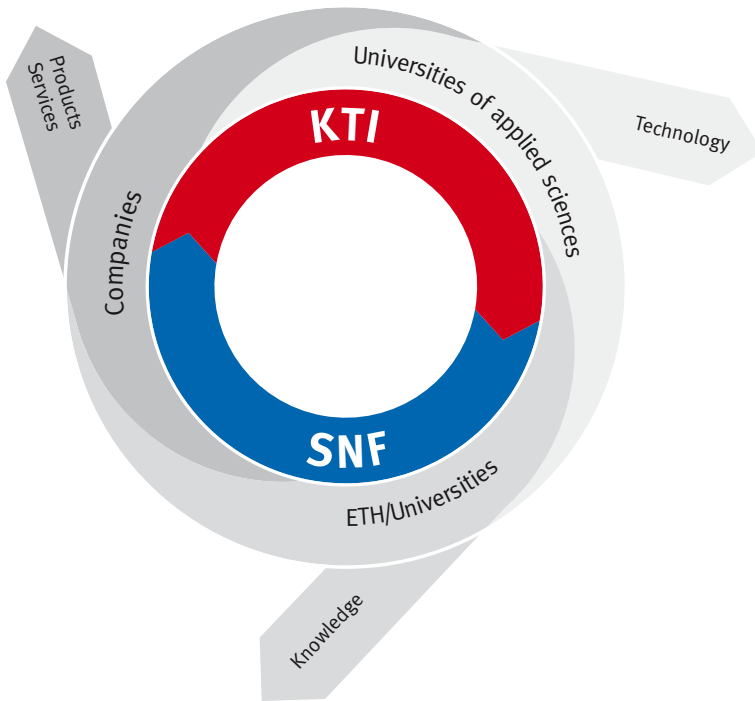 Products
Services
Universities of applied sciences
Technology
KTI
Companies
SNF
ETH/Universities
Knowledge